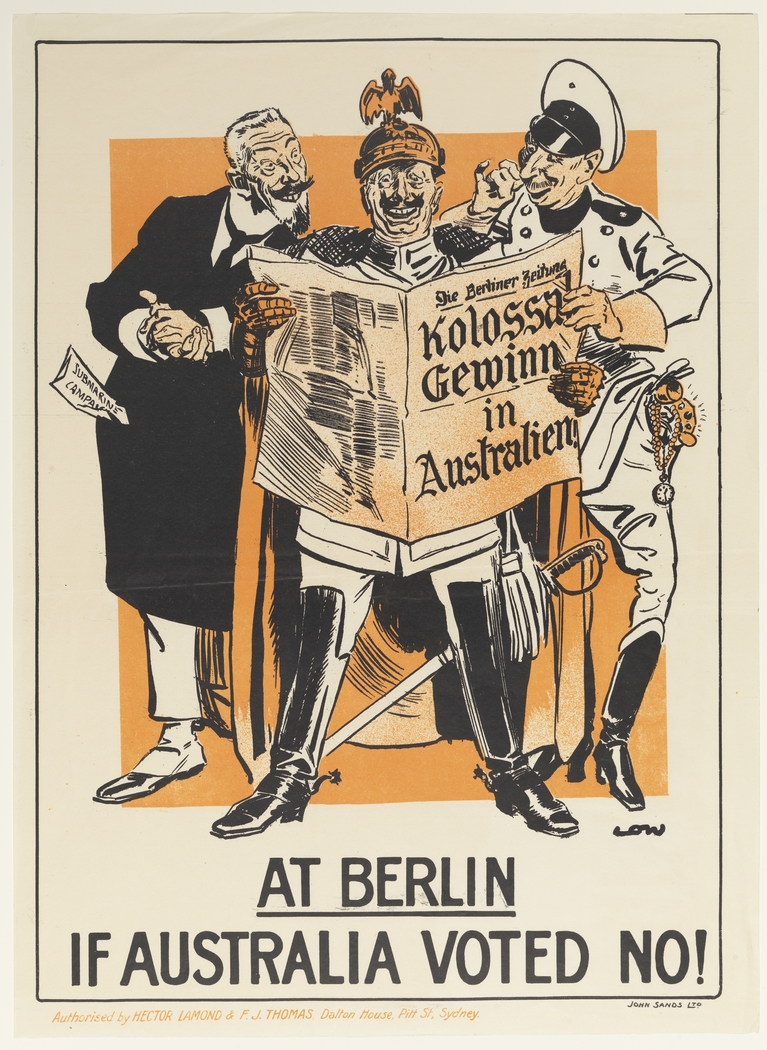 SUBMARINE
CAMPA
Die Berliner Zeitung
Kolossal
Gewinn
in
Australien!
LOW
AT BERLIN
IF AUSTRALIA VOTED NO!
JOHN SANDS LTD
Authorised by HECTOR LAMOND & F. J. THOMAS. Dalton House, Pitt St, Sydney.